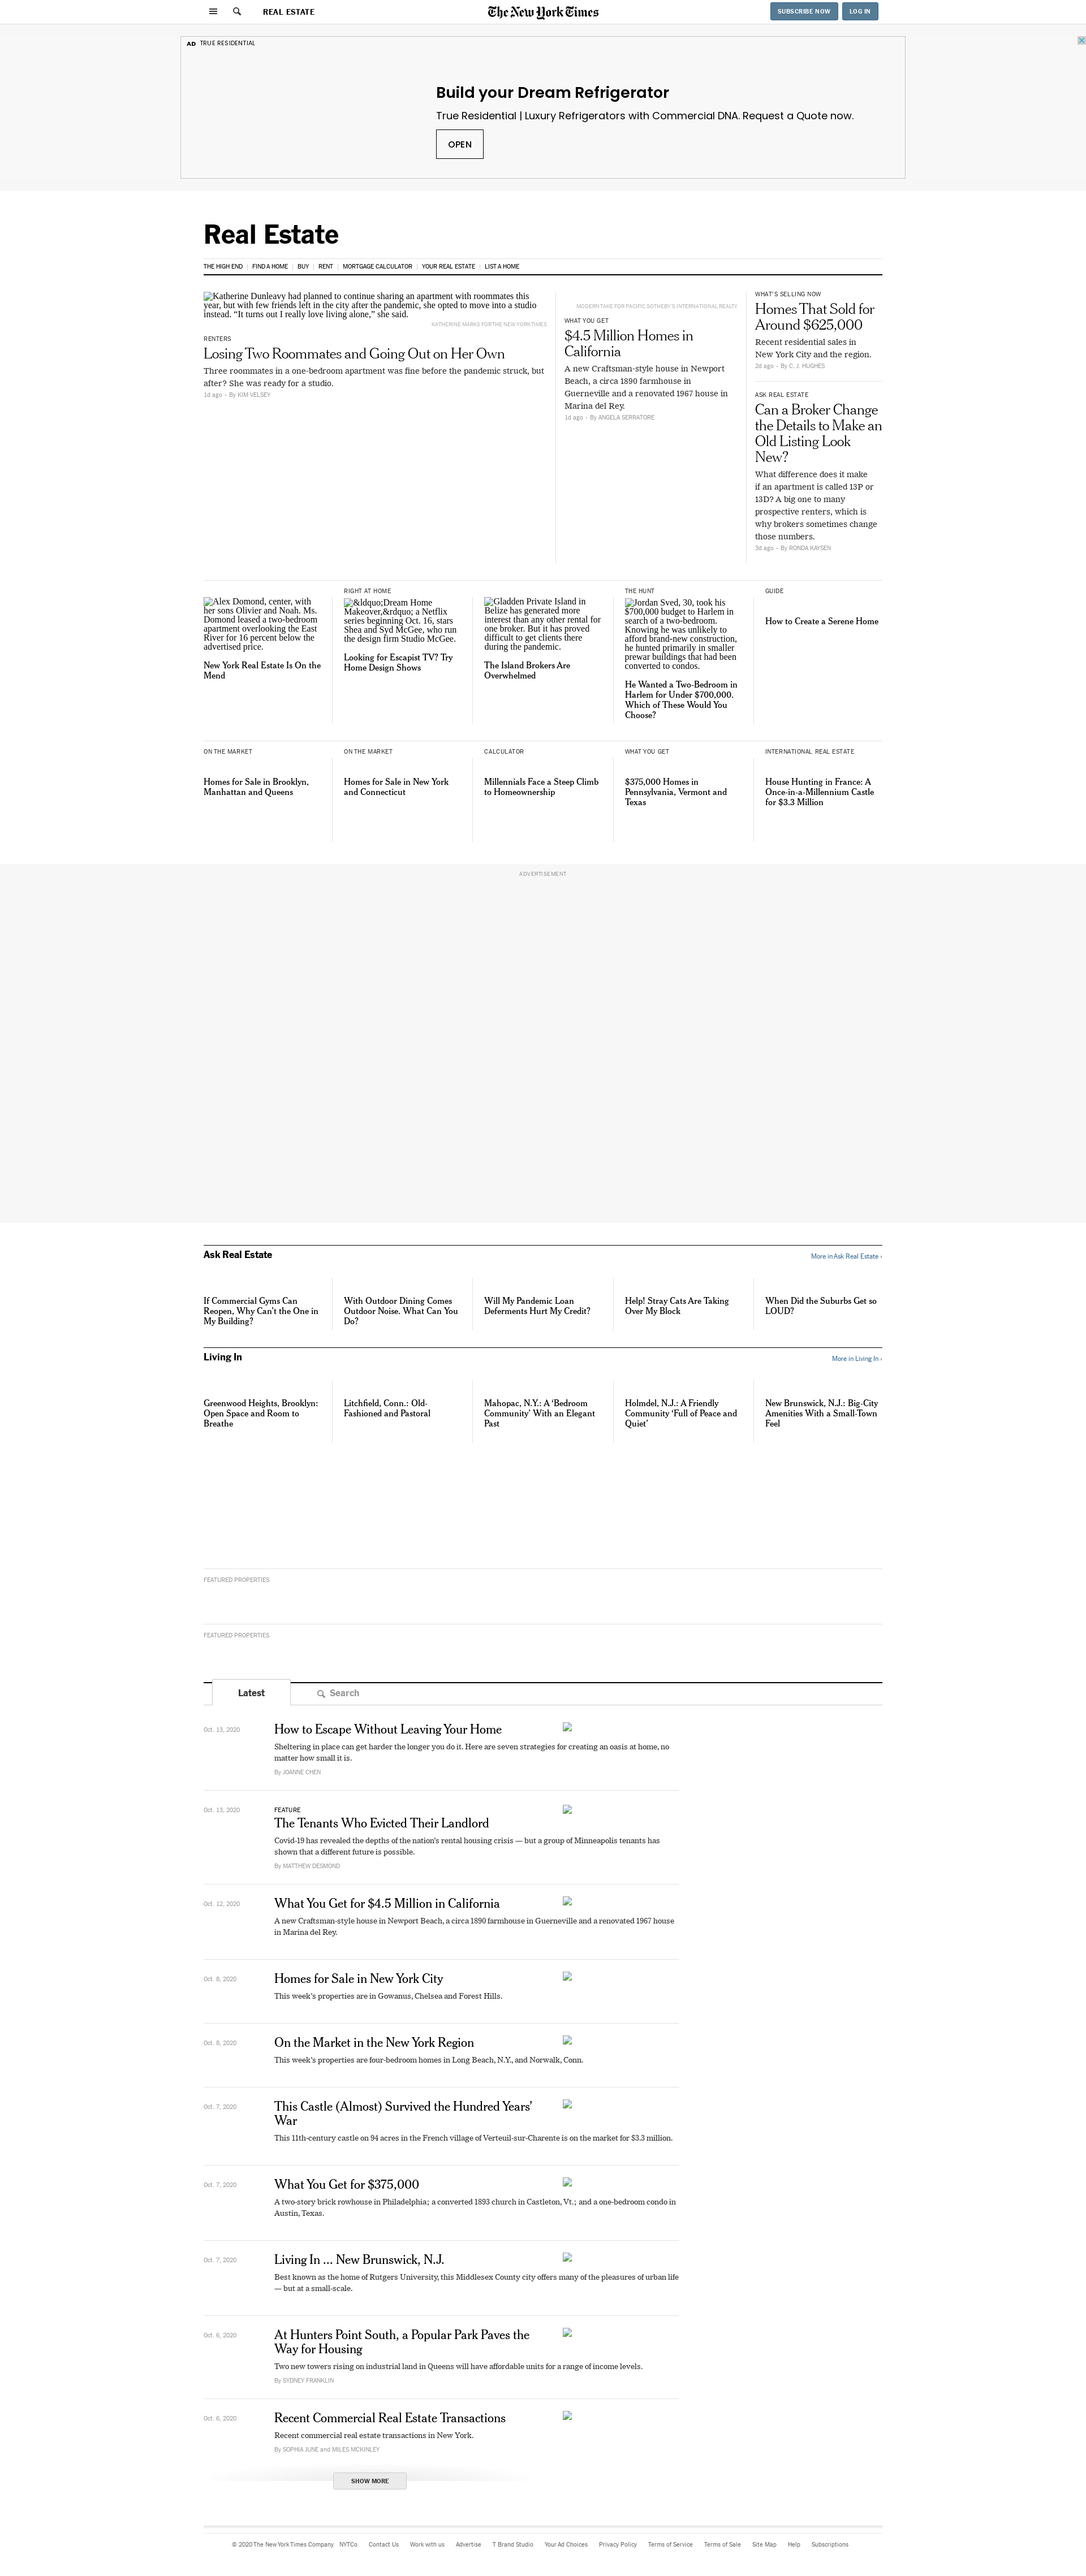 REAL ESTATE
The New York Times
SUBSCRIBE NOW
LOG IN
AD TRUE RESIDENTIAL
Build your Dream Refrigerator
True Residential | Luxury Refrigerators with Commercial DNA. Request a Quote now.
OPEN
Real Estate
THE HIGH END | FIND A HOME | BUY | RENT | MORTGAGE CALCULATOR | YOUR REAL ESTATE | LIST A HOME
Katherine Dunleavy had planned to continue sharing an apartment with roommates this
year, but with few friends left in the city after the pandemic, she opted to move into a studio
instead. “It turns out I really love living alone,” she said.
KATHERINE MARKS FOR THE NEW YORK TIMES
RENTERS
Losing Two Roommates and Going Out on Her Own
Three roommates in a one-bedroom apartment was fine before the pandemic struck, but
after? She was ready for a studio.
1d ago - By KIM VELSEY
MODERN TAKE FOR PACIFIC SOTHEBY'S INTERNATIONAL REALTY
WHAT YOU GET
$4.5 Million Homes in
California
A new Craftsman-style house in Newport
Beach, a circa 1890 farmhouse in
Guerneville and a renovated 1967 house in
Marina del Rey.
1d ago - By ANGELA SERRATORE
WHAT'S SELLING NOW
Homes That Sold for
Around $625,000
Recent residential sales in
New York City and the region.
2d ago - By C. J. HUGHES
ASK REAL ESTATE
Can a Broker Change
the Details to Make an
Old Listing Look
New?
What difference does it make
if an apartment is called 13P or
13D? A big one to many
prospective renters, which is
why brokers sometimes change
those numbers.
3d ago - By RONDA KAYSEN
Alex Domond, center, with
her sons Olivier and Noah. Ms.
Domond leased a two-bedroom
apartment overlooking the East
River for 16 percent below the
advertised price.
New York Real Estate Is On the
Mend
RIGHT AT HOME
&ldquo;Dream Home
Makeover,&rdquo; a Netflix
series beginning Oct. 16, stars
Shea and Syd McGee, who run
the design firm Studio McGee.
Looking for Escapist TV? Try
Home Design Shows
Gladden Private Island in
Belize has generated more
interest than any other rental for
one broker. But it has proved
difficult to get clients there
during the pandemic.
The Island Brokers Are
Overwhelmed
THE HUNT
Jordan Sved, 30, took his
$700,000 budget to Harlem in
search of a two-bedroom.
Knowing he was unlikely to
afford brand-new construction,
he hunted primarily in smaller
prewar buildings that had been
converted to condos.
He Wanted a Two-Bedroom in
Harlem for Under $700,000.
Which of These Would You
Choose?
GUIDE
How to Create a Serene Home
ON THE MARKET
Homes for Sale in Brooklyn,
Manhattan and Queens
ON THE MARKET
Homes for Sale in New York
and Connecticut
CALCULATOR
Millennials Face a Steep Climb
to Homeownership
WHAT YOU GET
$375,000 Homes in
Pennsylvania, Vermont and
Texas
INTERNATIONAL REAL ESTATE
House Hunting in France: A
Once-in-a-Millennium Castle
for $3.3 Million
ADVERTISEMENT
Ask Real Estate
More in Ask Real Estate ›
If Commercial Gyms Can
Reopen, Why Can't the One in
My Building?
With Outdoor Dining Comes
Outdoor Noise. What Can You
Do?
Will My Pandemic Loan
Deferments Hurt My Credit?
Help! Stray Cats Are Taking
Over My Block
When Did the Suburbs Get so
LOUD?
Living In
More in Living In ›
Greenwood Heights, Brooklyn:
Open Space and Room to
Breathe
Litchfield, Conn.: Old-
Fashioned and Pastoral
Mahopac, N.Y.: A ‘Bedroom
Community’ With an Elegant
Past
Holmdel, N.J.: A Friendly
Community ‘Full of Peace and
Quiet’
New Brunswick, N.J.: Big-City
Amenities With a Small-Town
Feel
FEATURED PROPERTIES
FEATURED PROPERTIES
Latest
Search
Oct. 13, 2020
How to Escape Without Leaving Your Home
Sheltering in place can get harder the longer you do it. Here are seven strategies for creating an oasis at home, no
matter how small it is.
By JOANNE CHEN
Oct. 13, 2020
FEATURE
The Tenants Who Evicted Their Landlord
Covid-19 has revealed the depths of the nation's rental housing crisis — but a group of Minneapolis tenants has
shown that a different future is possible.
By MATTHEW DESMOND
Oct. 12, 2020
What You Get for $4.5 Million in California
A new Craftsman-style house in Newport Beach, a circa 1890 farmhouse in Guerneville and a renovated 1967 house
in Marina del Rey.
Oct. 8, 2020
Homes for Sale in New York City
This week's properties are in Gowanus, Chelsea and Forest Hills.
Oct. 8, 2020
On the Market in the New York Region
This week's properties are four-bedroom homes in Long Beach, N.Y., and Norwalk, Conn.
Oct. 7, 2020
This Castle (Almost) Survived the Hundred Years’
War
This 11th-century castle on 94 acres in the French village of Verteuil-sur-Charente is on the market for $3.3 million.
Oct. 7, 2020
What You Get for $375,000
A two-story brick rowhouse in Philadelphia; a converted 1893 church in Castleton, Vt.; and a one-bedroom condo in
Austin, Texas.
Oct. 7, 2020
Living In ... New Brunswick, N.J.
Best known as the home of Rutgers University, this Middlesex County city offers many of the pleasures of urban life
— but at a small-scale.
Oct. 6, 2020
At Hunters Point South, a Popular Park Paves the
Way for Housing
Two new towers rising on industrial land in Queens will have affordable units for a range of income levels.
By SYDNEY FRANKLIN
Oct. 6, 2020
Recent Commercial Real Estate Transactions
Recent commercial real estate transactions in New York.
By SOPHIA JUNE and MILES MCKINLEY
SHOW MORE
© 2020 The New York Times Company NYTCo Contact Us Work with us Advertise T Brand Studio Your Ad Choices Privacy Policy Terms of Service Terms of Sale Site Map Help Subscriptions